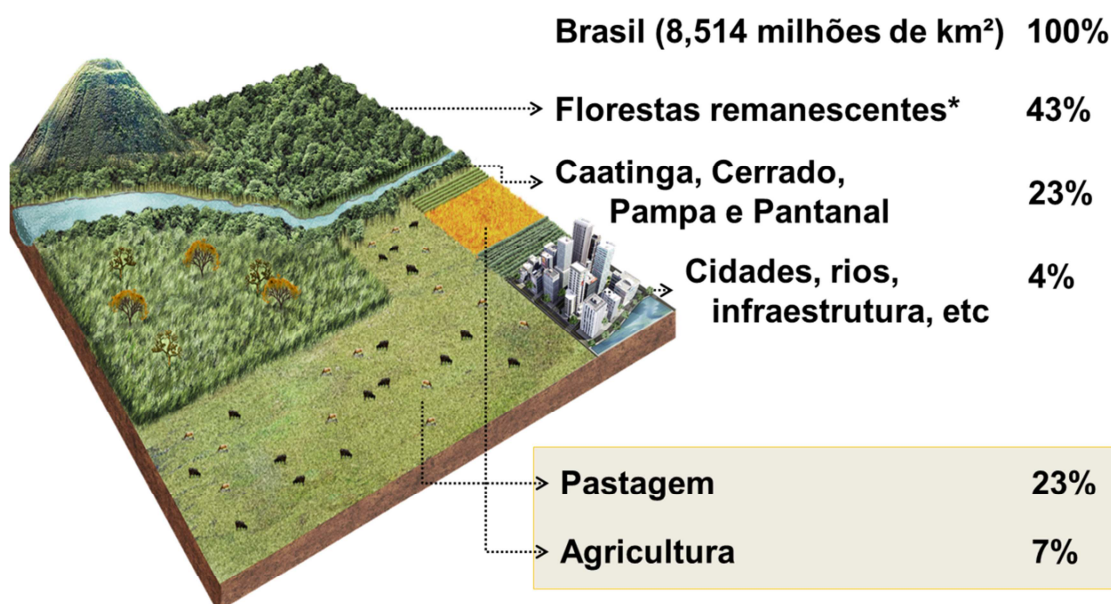 Brasil (8,514 milhões de km²) 100%
Florestas remanescentes* 43%
Caatinga, Cerrado,
Pampa e Pantanal 23%
Cidades, rios, 4%
infraestrutura, etc
Pastagem 23%
Agricultura 7%